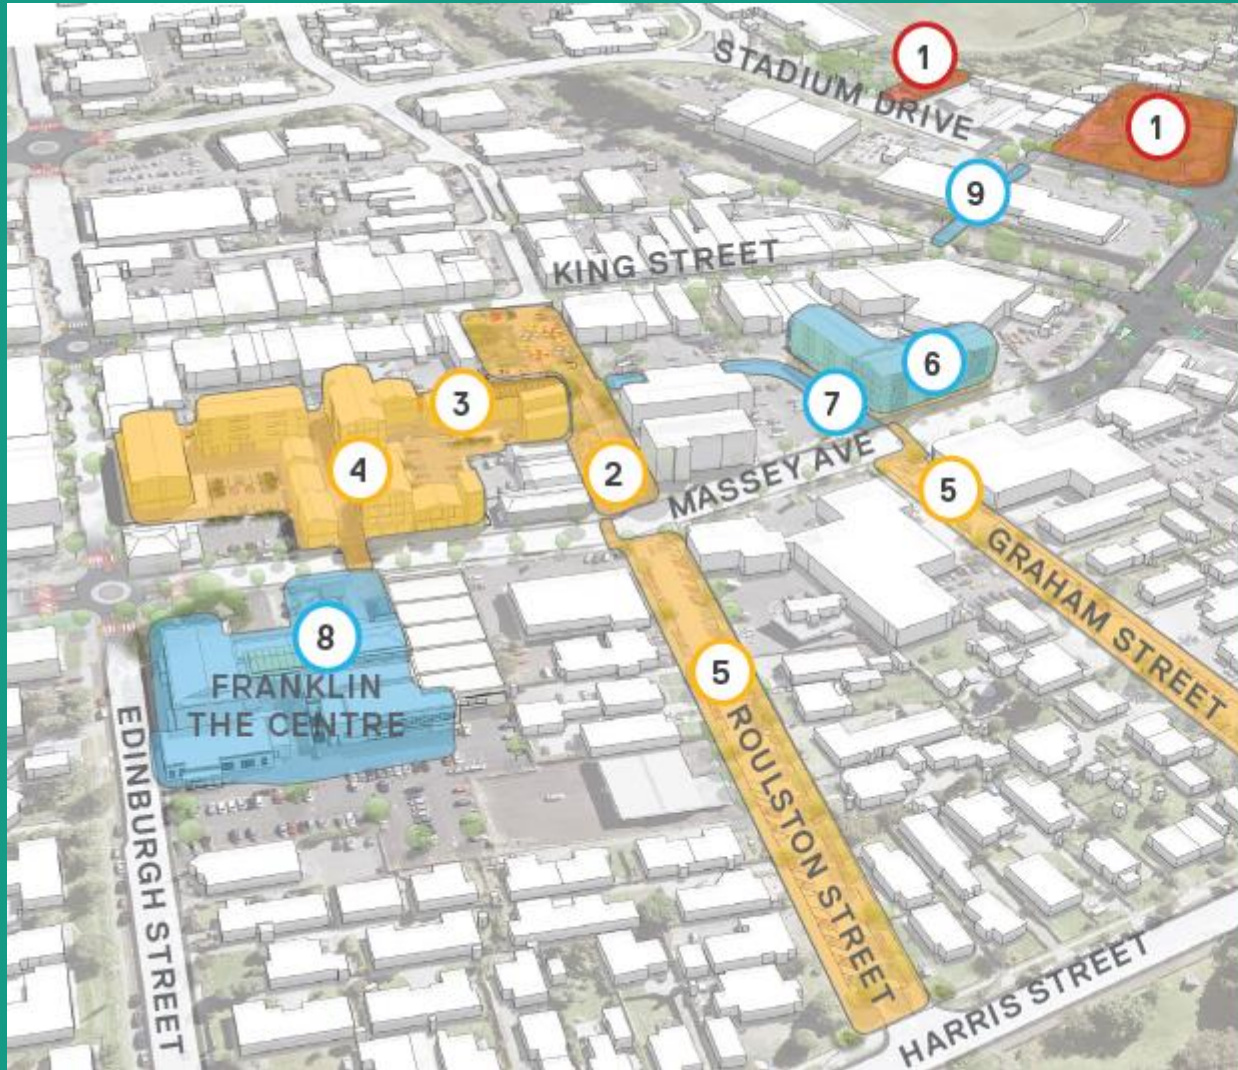 1
STADIUM DRIVE
1
9
KING STREET
6
3
7
4
2
MASSEY AVE
5
GRAHAM STREET
8
5
FRANKLIN
THE CENTRE
ROULSTON STREET
EDINBURGH STREET
HARRIS STREET